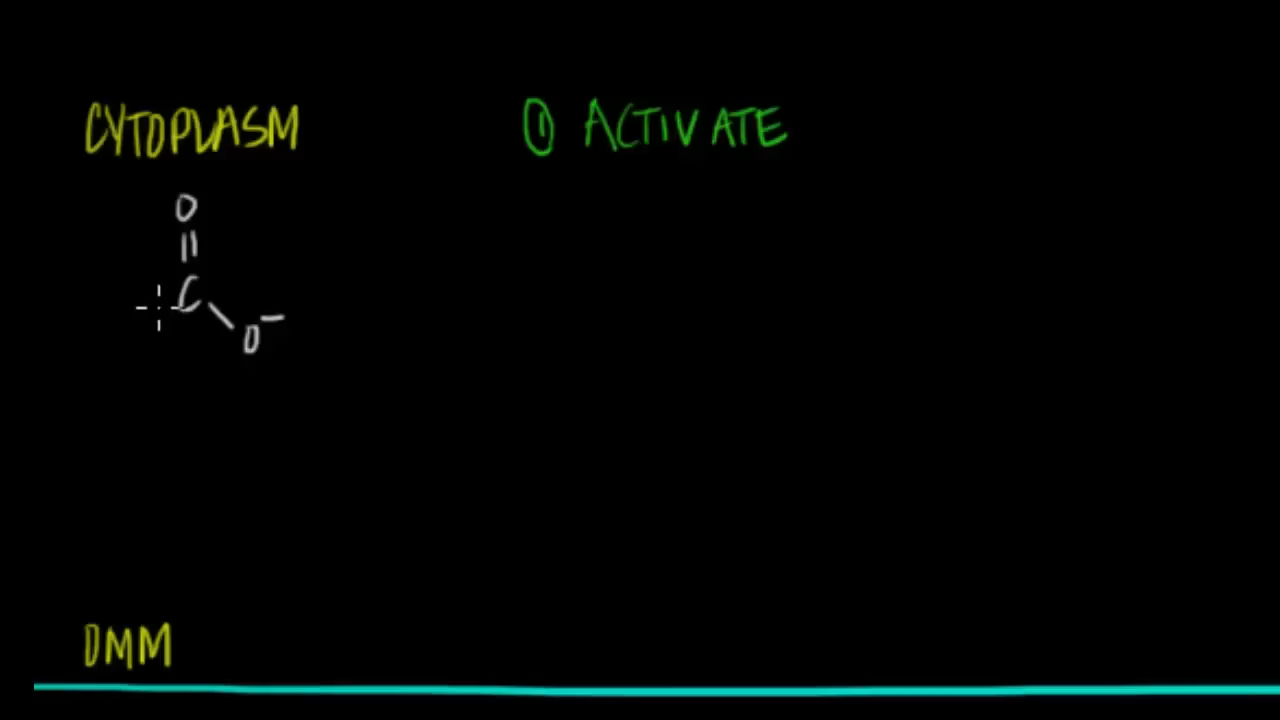 CYTOPLASM
① ACTIVATE
O
C
O⁻
OMM